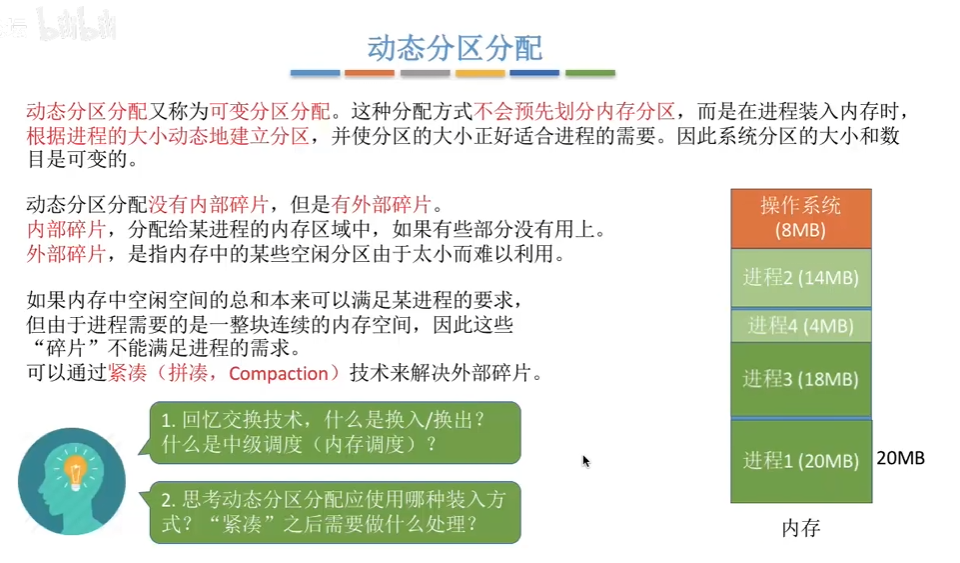 bilibili
动态分区分配
动态分区分配又称为可变分区分配。这种分配方式不会预先划分内存分区，而是在进程装入内存时，
根据进程的大小动态地建立分区，并使分区的大小正好适合进程的需要。因此系统分区的大小和数
目是可变的。
动态分区分配没有内部碎片，但是有外部碎片。
内部碎片，分配给某进程的内存区域中，如果有些部分没有用上。
外部碎片，是指内存中的某些空闲分区由于太小而难以利用。
如果内存中空闲空间的总和本来可以满足某进程的要求，
但由于进程需要的是一整块连续的内存空间，因此这些
“碎片”不能满足进程的需求。
可以通过紧凑（拼凑，Compaction）技术来解决外部碎片。
1. 回忆交换技术，什么是换入/换出？
什么是中级调度（内存调度）？
2. 思考动态分区分配应使用哪种装入方
式？“紧凑”之后需要做什么处理？
操作系统
(8MB)
进程2 (14MB)
进程4 (4MB)
进程3 (18MB)
进程1 (20MB)
20MB
内存